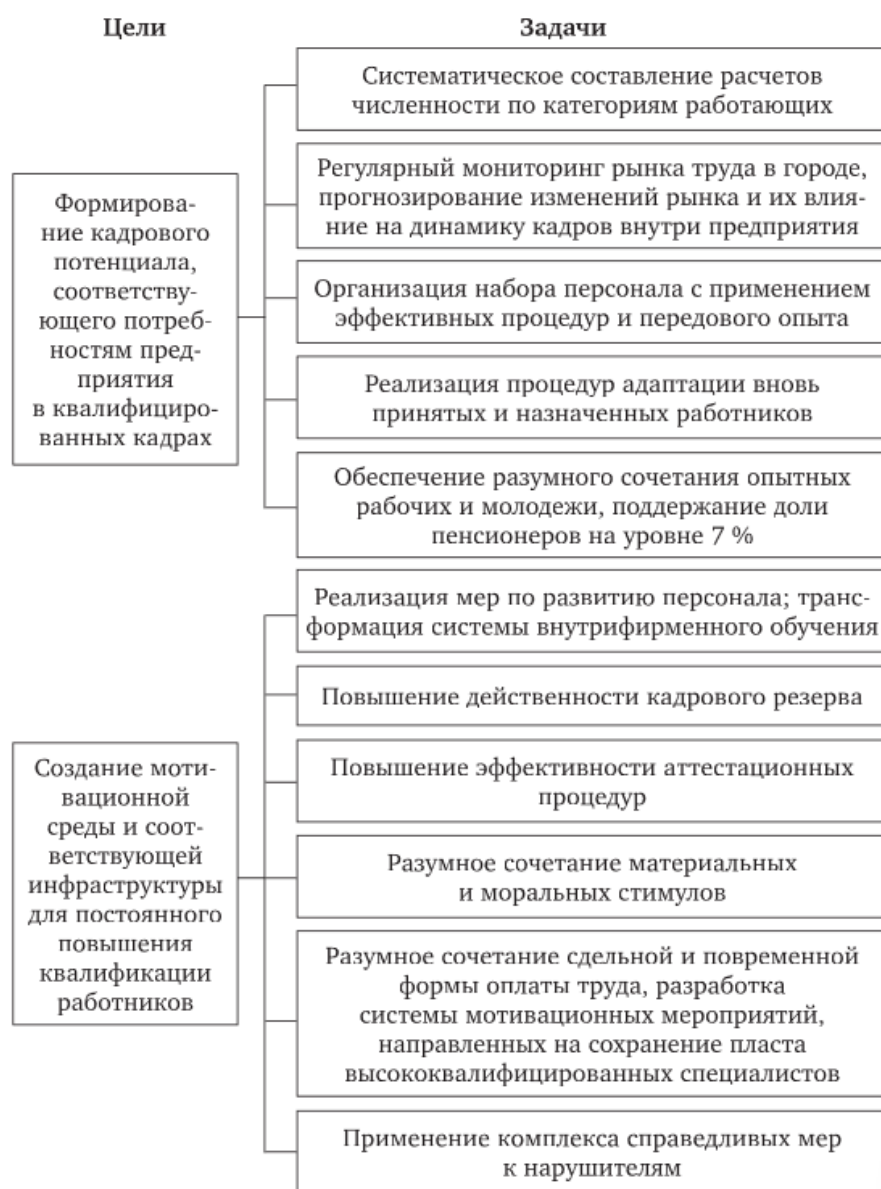 Цели
Задачи
Формирова-
ние кадрового
потенциала,
соответству-
ющего потреб-
ностям пред-
приятия
в квалифициро-
ванных кадрах
Систематическое составление расчетов
численности по категориям работающих
Регулярный мониторинг рынка труда в городе,
прогнозирование изменений рынка и их влия-
ние на динамику кадров внутри предприятия
Организация набора персонала с применением
эффективных процедур и передового опыта
Реализация процедур адаптации вновь
принятых и назначенных работников
Обеспечение разумного сочетания опытных
рабочих и молодежи, поддержание доли
пенсионеров на уровне 7 %
Создание моти-
вационной
среды и соот-
ветствующей
инфраструктуры
для постоянного
повышения
квалификации
работников
Реализация мер по развитию персонала; транс-
формация системы внутрифирменного обучения
Повышение действенности кадрового резерва
Повышение эффективности аттестационных
процедур
Разумное сочетание материальных
и моральных стимулов
Разумное сочетание сдельной и повременной
формы оплаты труда, разработка
системы мотивационных мероприятий,
направленных на сохранение пласта
высококвалифицированных специалистов
Применение комплекса справедливых мер
к нарушителям